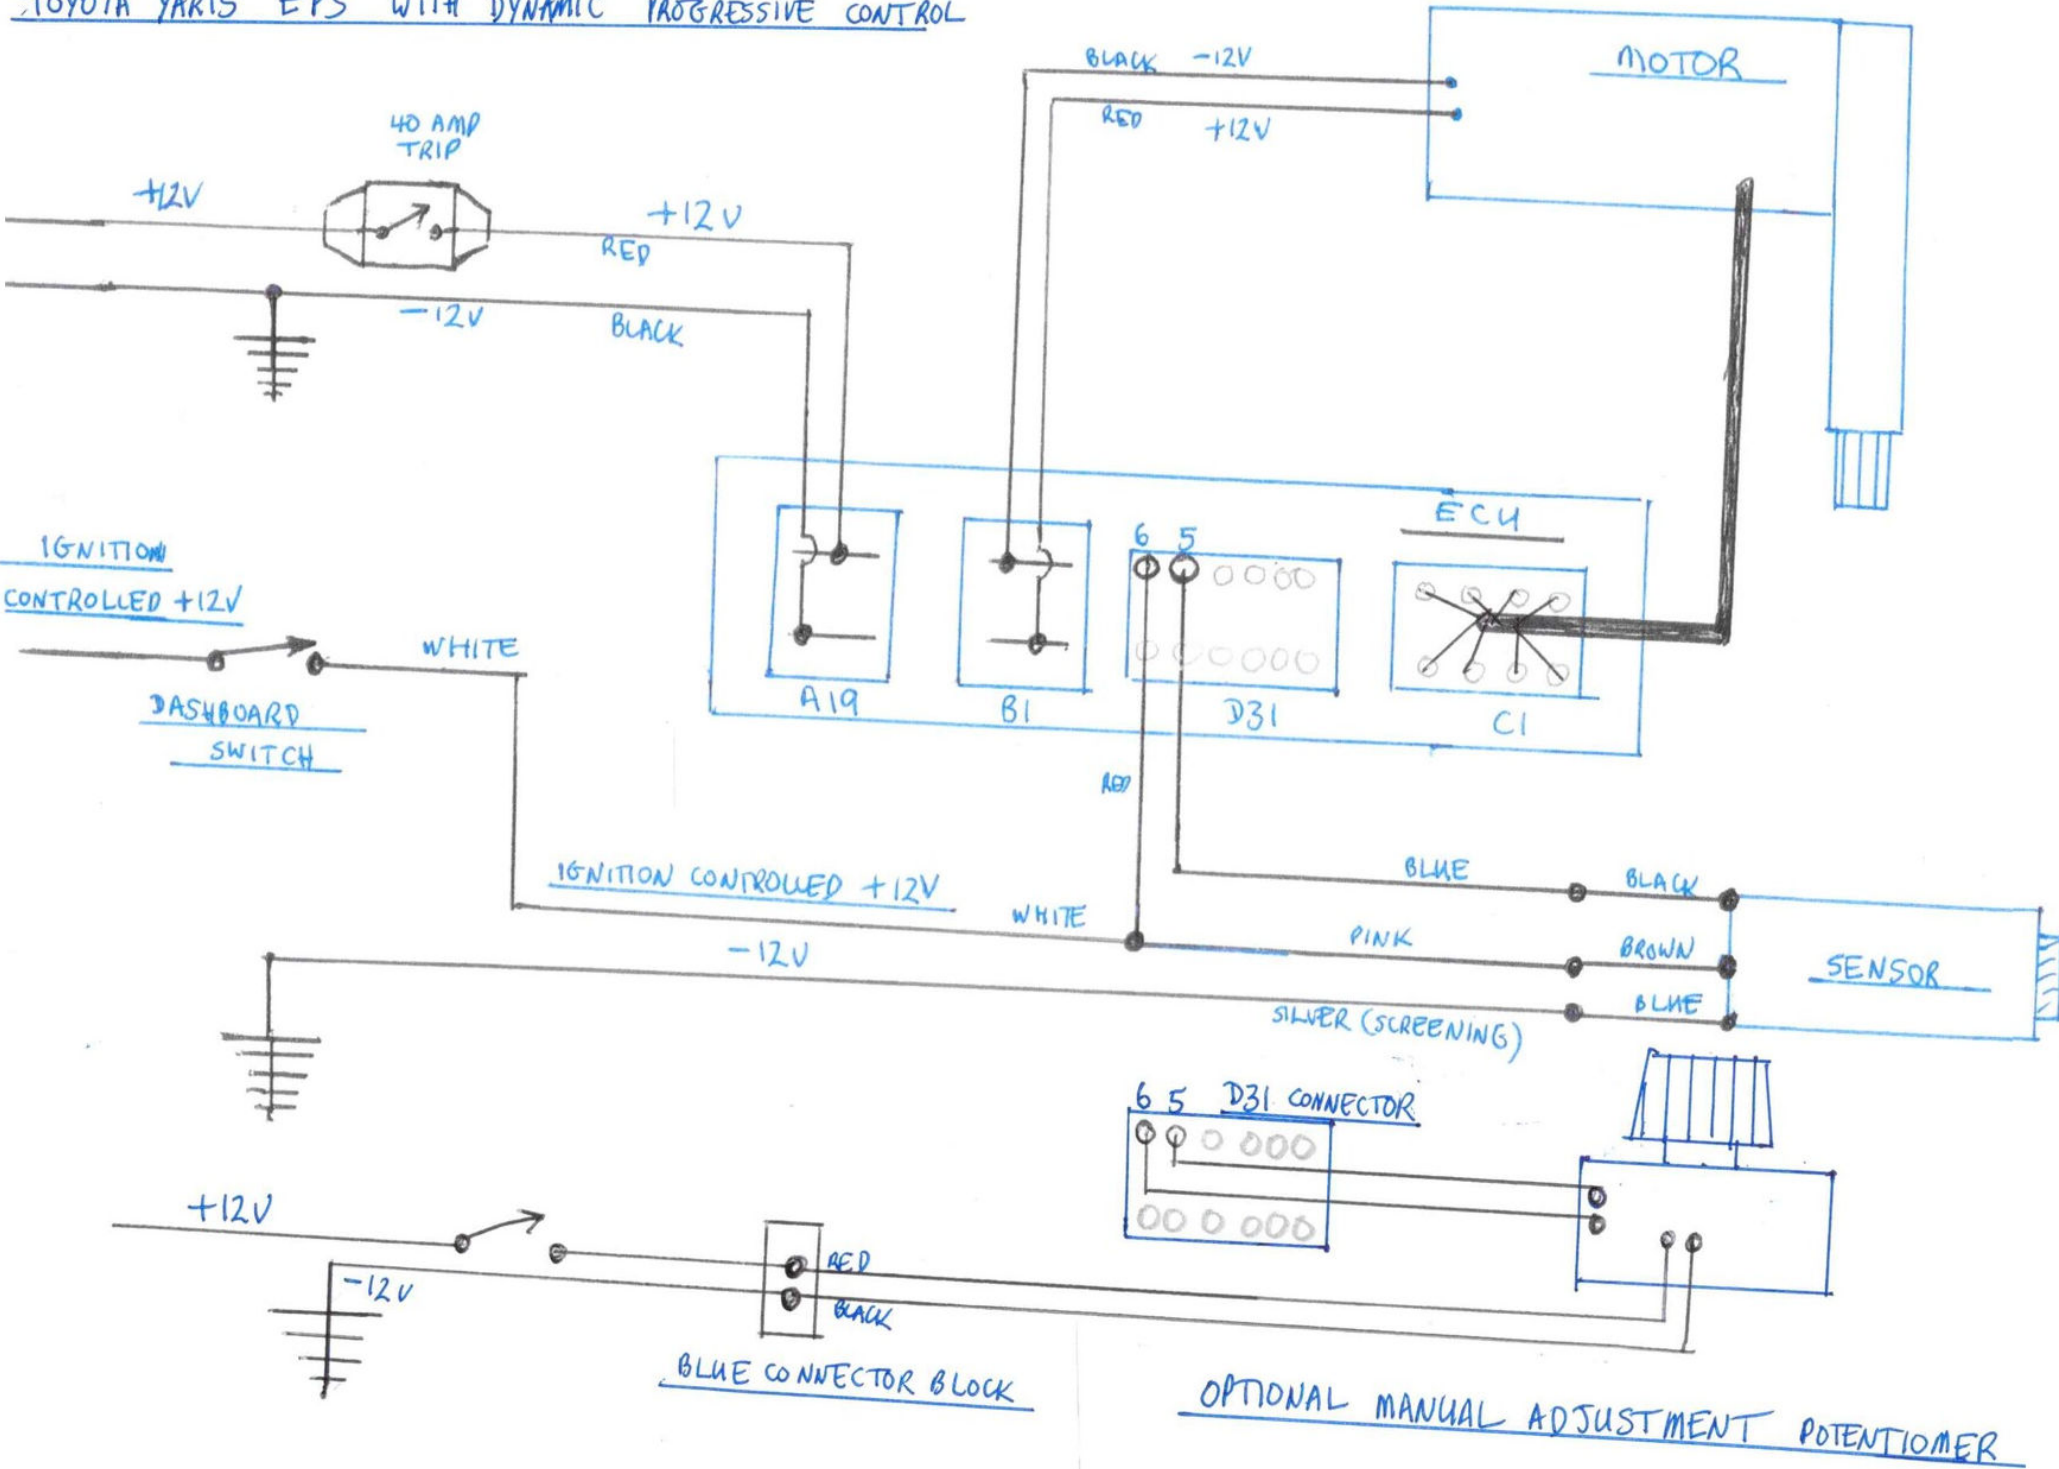 TOYOTA YARIS EPS WITH DYNAMIC PROGRESSIVE CONTROL
BLACK -12V
MOTOR
RED +12V
40 AMP
TRIP
+12V
+12V
RED
-12V
BLACK
ECU
6 5
IGNITION
CONTROLLED +12V
WHITE
A19
B1
D31
C1
DASHBOARD
SWITCH
RED
IGNITION CONTROLLED +12V
WHITE
BLUE
BLACK
PINK
BROWN
-12V
SENSOR
SILVER (SCREENING)
BLUE
6 5 D31 CONNECTOR
+12V
RED
-12V
BLACK
BLUE CONNECTOR BLOCK
OPTIONAL MANUAL ADJUSTMENT POTENTIOMER